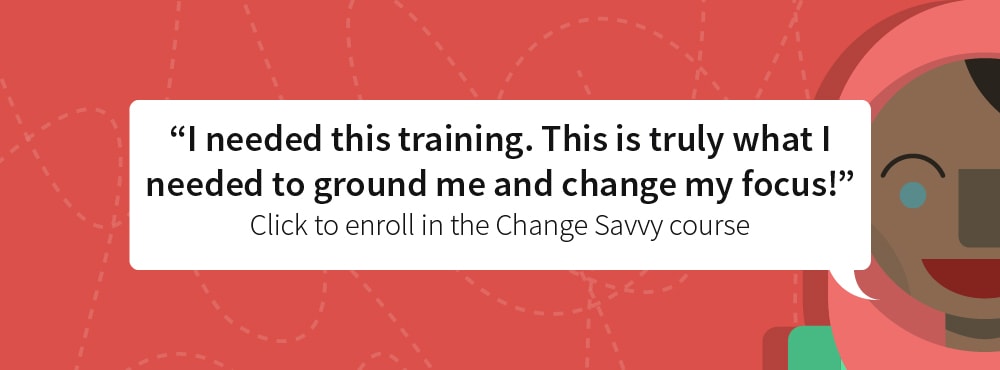 “I needed this training. This is truly what I
needed to ground me and change my focus!”
Click to enroll in the Change Savvy course